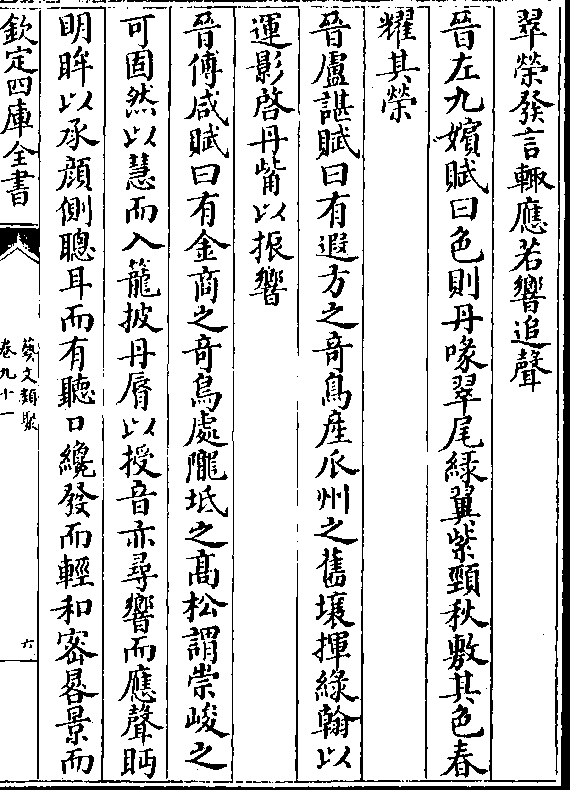 翠榮發言輙應若響追聲
晉左九嬪賦曰色則丹喙翠尾緑翼紫頸秋敷其色春
耀其榮
晉盧諶賦曰有遐方之竒鳥産瓜州之舊壤揮緑翰以
運影啓丹觜以振響
晉傅咸賦曰有金商之竒鳥處隴坻之髙松謂崇峻之
可固然以慧而入籠披丹脣以授音亦尋響而應聲眄
明眸以承顔側聰耳而有聽口纔發而輕和宻晷景而
欽定四庫全書
藝文類聚
卷九十一
六